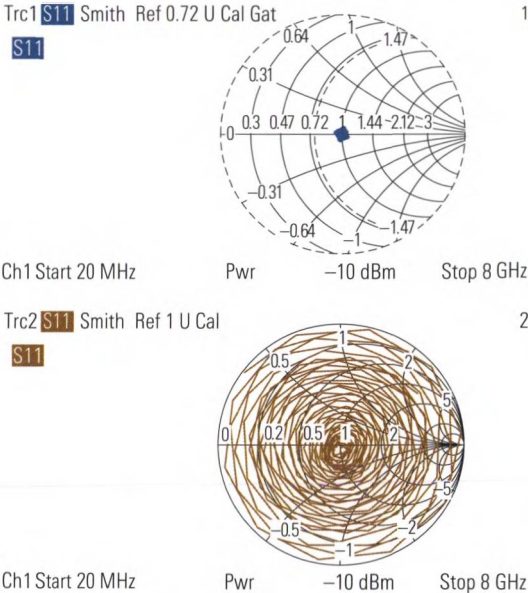 Trc1 S11 Smith Ref 0.72 U Cal Gat 1
S11
0.64 1 1.47
0.31
0 0.3 0.47 0.72 1 1.44 ~2.12~3
−0.31
−0.64 −1 −1.47
Ch1 Start 20 MHz Pwr −10 dBm Stop 8 GHz
Trc2 S11 Smith Ref 1 U Cal 2
S11
0.5 1 2
5
0 0.2 0.5 1 2
−5
−0.5 −1 −2
Ch1 Start 20 MHz Pwr −10 dBm Stop 8 GHz